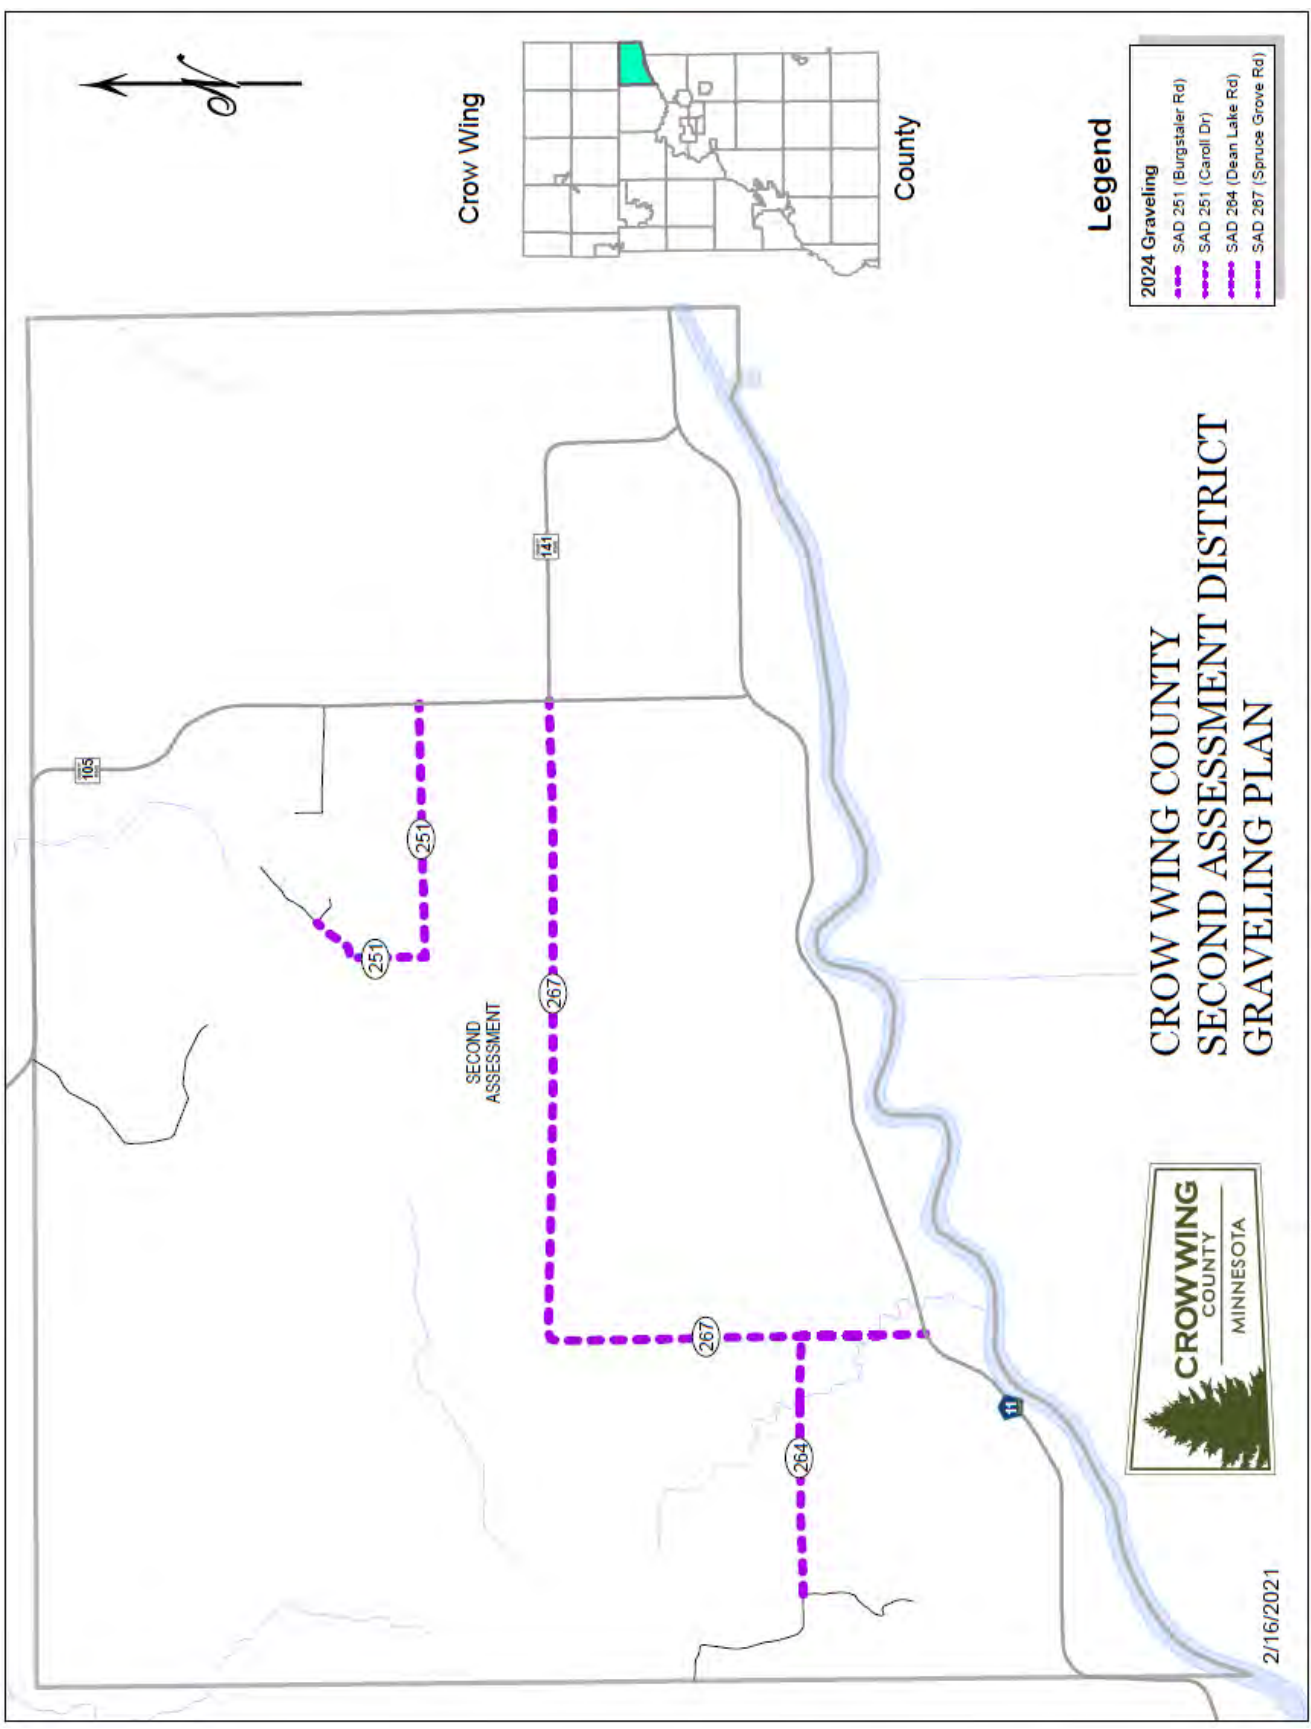 N
Crow Wing
County
Legend
2024 Graveling
SAD 251 (Burgstaler Rd)
SAD 251 (Caroll Dr)
SAD 264 (Dean Lake Rd)
SAD 267 (Spruce Grove Rd)
105
141
251
251
SECOND
ASSESSMENT
267
267
264
11
CROW WING COUNTY
SECOND ASSESSMENT DISTRICT
GRAVELING PLAN
CROW WING
COUNTY
MINNESOTA
2/16/2021